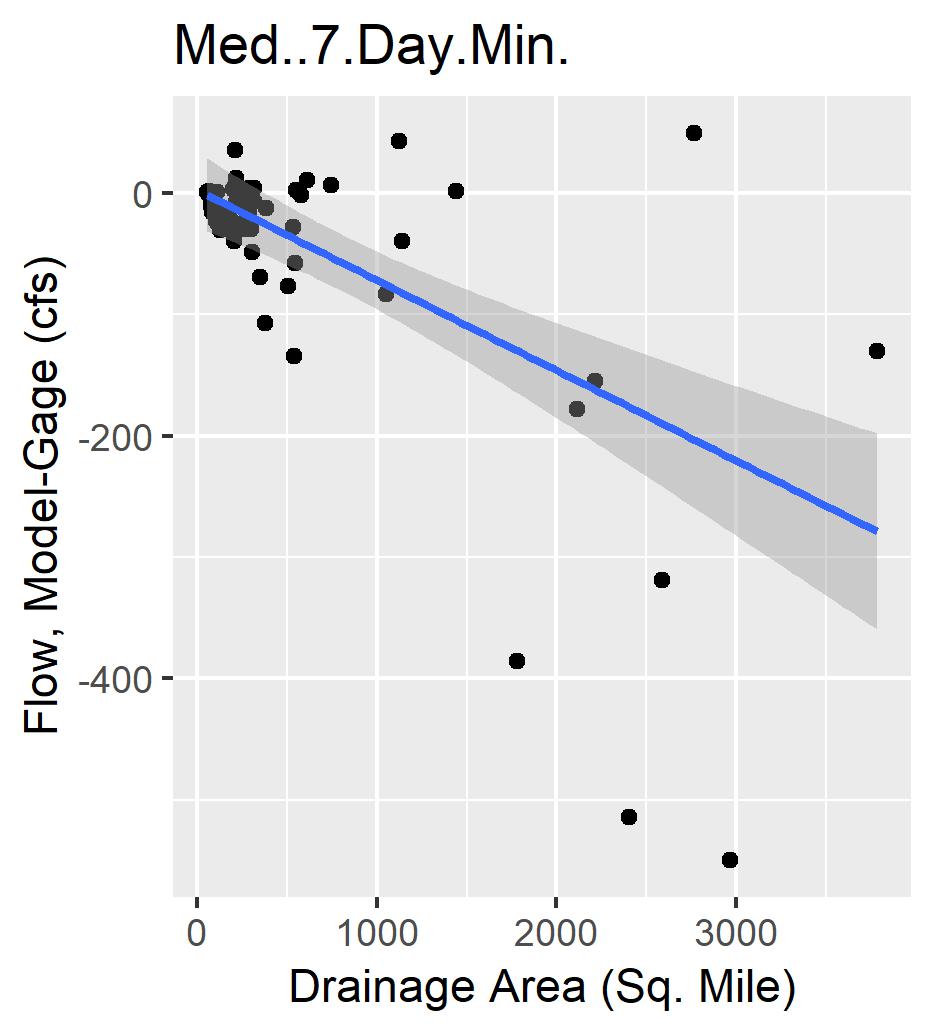 Med..7.Day.Min.
Flow, Model-Gage (cfs)
0
-200
-400
0
1000
2000
3000
Drainage Area (Sq. Mile)